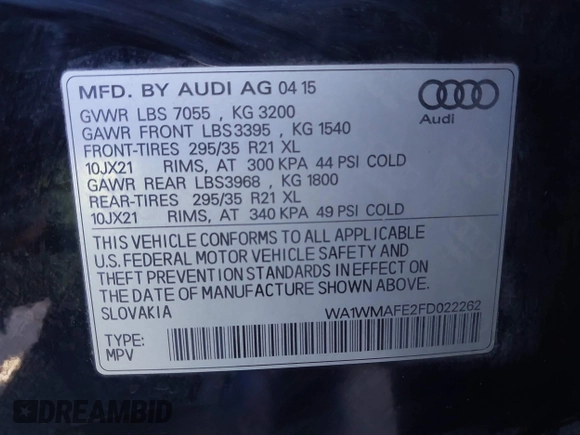 MFD. BY AUDI AG 04 15
GVWR LBS 7055 , KG 3200
GAWR FRONT LBS3395 , KG 1540
FRONT-TIRES 295/35 R21 XL
10JX21 RIMS, AT 300 KPA 44 PSI COLD
GAWR REAR LBS3968 , KG 1800
REAR-TIRES 295/35 R21 XL
10JX21 RIMS, AT 340 KPA 49 PSI COLD
Audi
THIS VEHICLE CONFORMS TO ALL APPLICABLE
U.S. FEDERAL MOTOR VEHICLE SAFETY AND
THEFT PREVENTION STANDARDS IN EFFECT ON
THE DATE OF MANUFACTURE SHOWN ABOVE.
SLOVAKIA WA1WMAFE2FD022262
TYPE:
MPV
DREAMBID